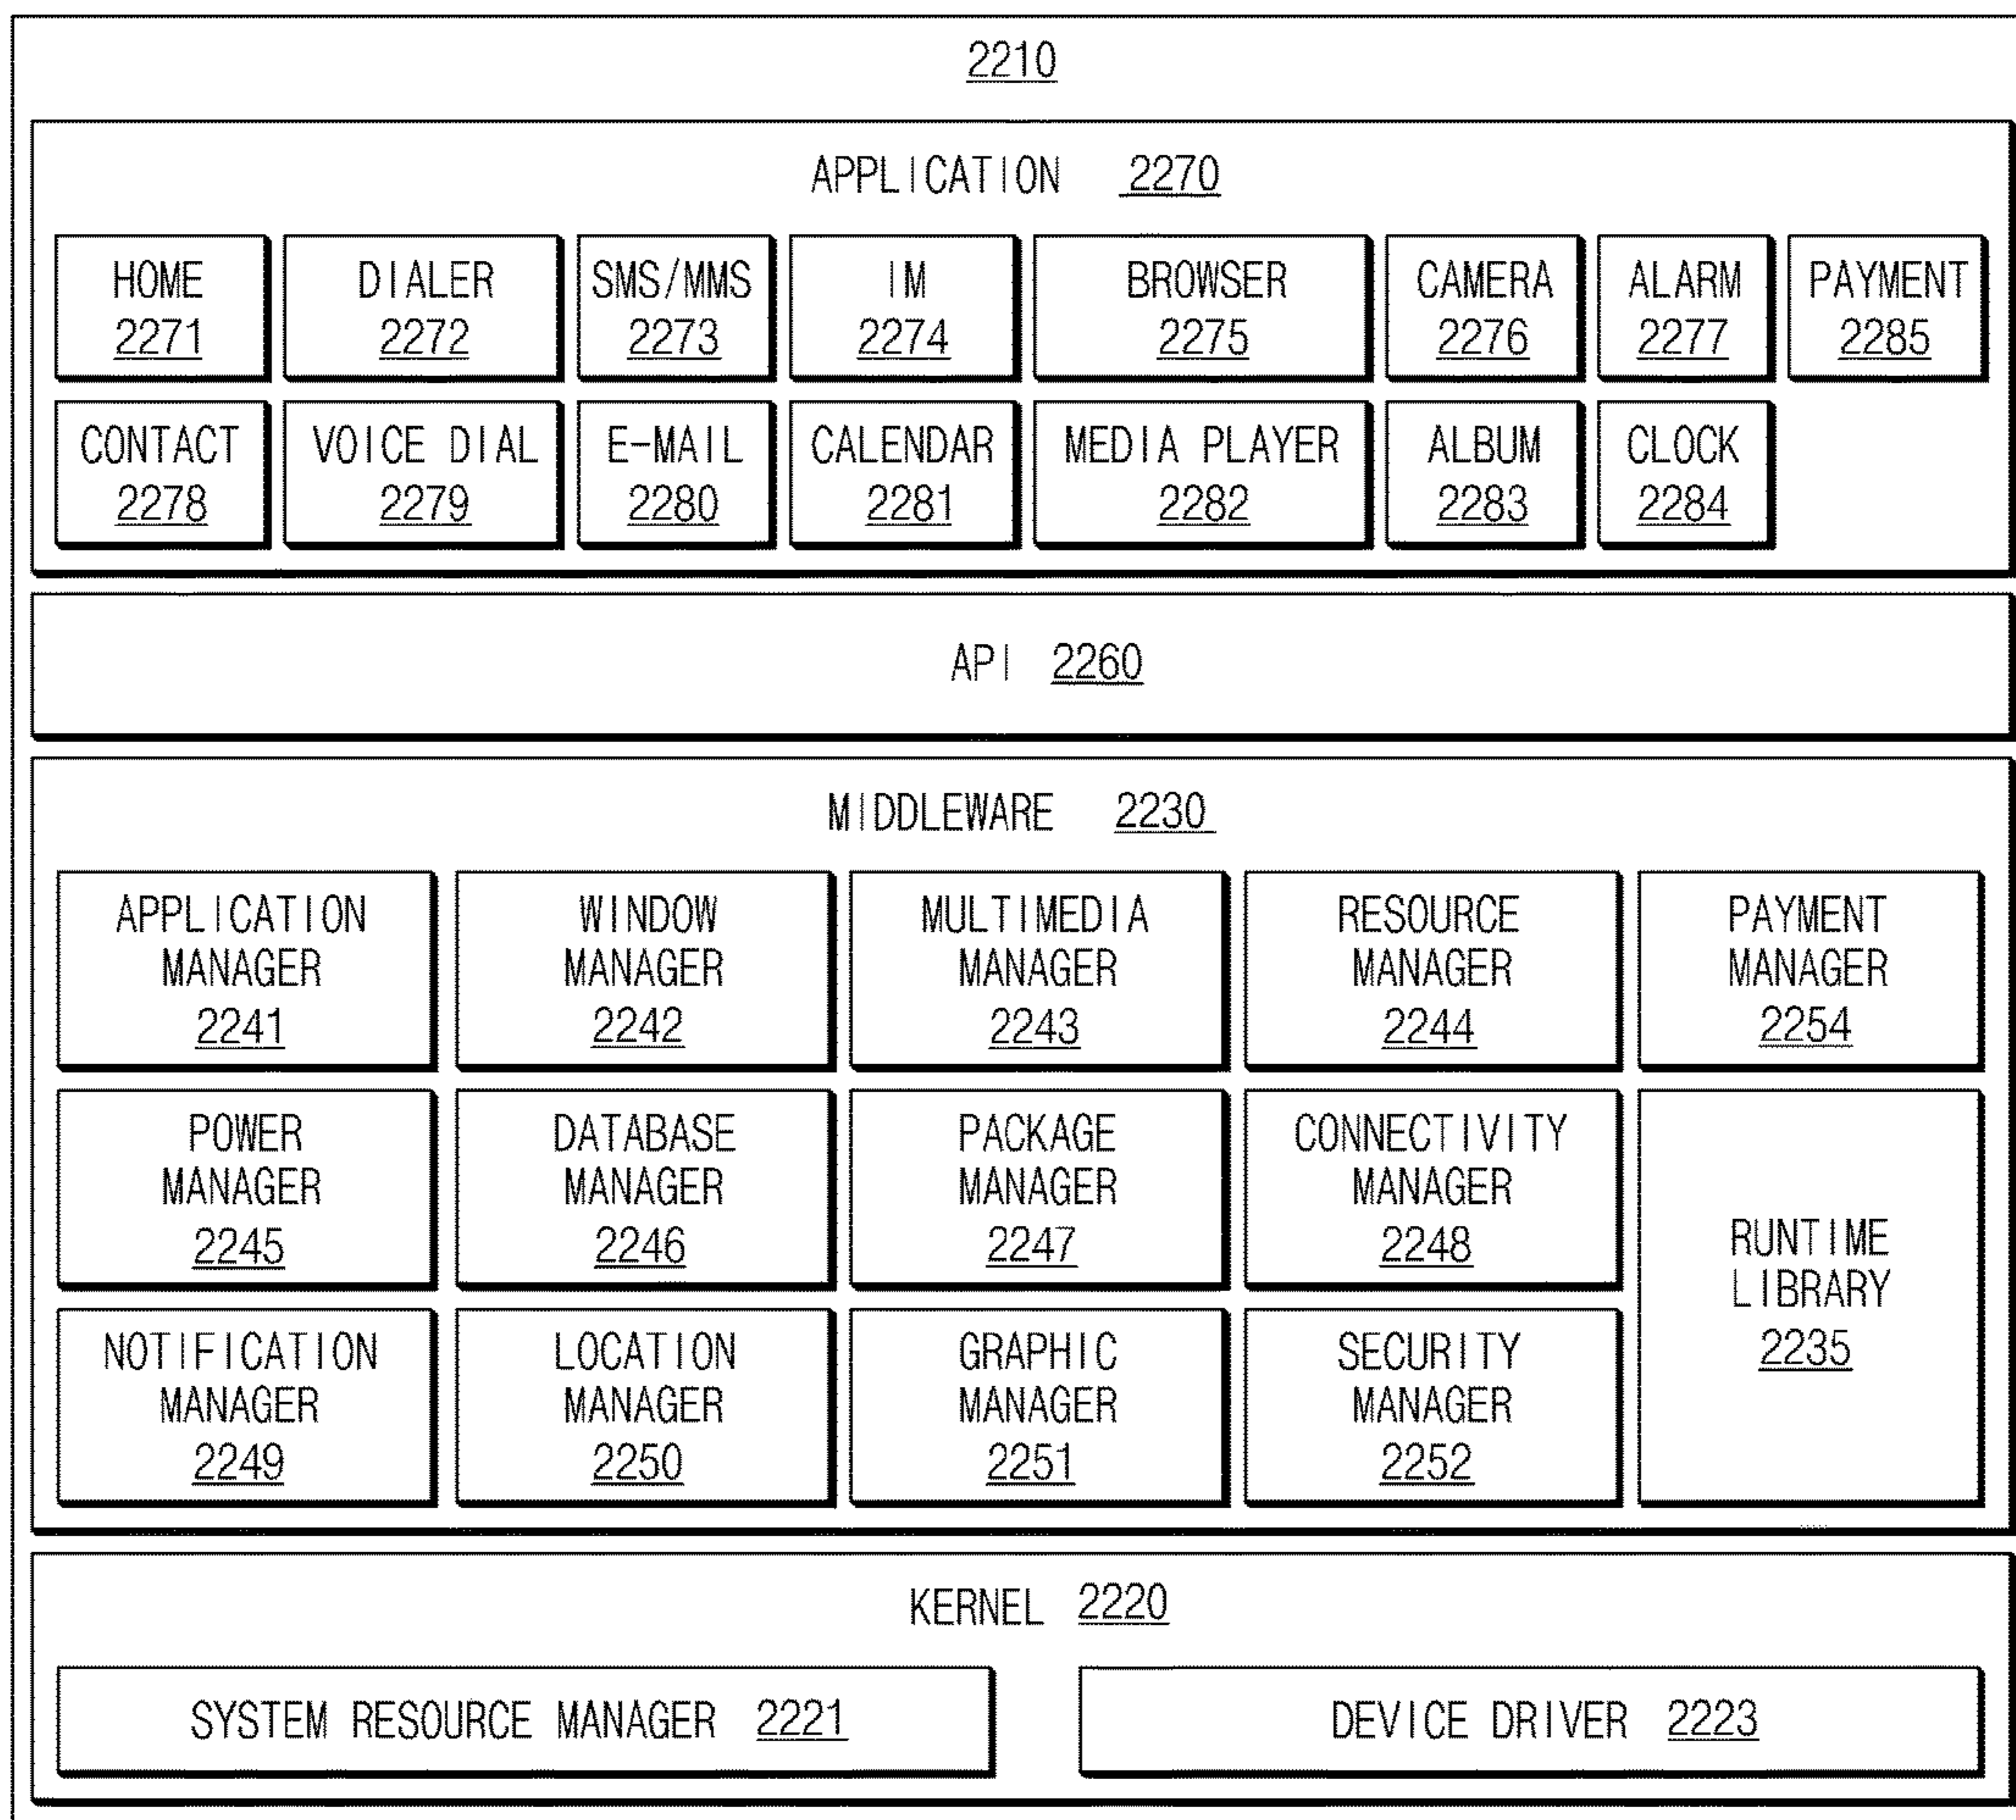 2210
APPLICATION 2270
HOME
2271
DIALER
2272
SMS/MMS
2273
IM
2274
BROWSER
2275
CAMERA
2276
ALARM
2277
PAYMENT
2285
CONTACT
2278
VOICE DIAL
2279
E-MAIL
2280
CALENDAR
2281
MEDIA PLAYER
2282
ALBUM
2283
CLOCK
2284
API 2260
MIDDLEWARE 2230
APPLICATION
MANAGER
2241
WINDOW
MANAGER
2242
MULTIMEDIA
MANAGER
2243
RESOURCE
MANAGER
2244
PAYMENT
MANAGER
2254
POWER
MANAGER
2245
DATABASE
MANAGER
2246
PACKAGE
MANAGER
2247
CONNECTIVITY
MANAGER
2248
RUNTIME
LIBRARY
2235
NOTIFICATION
MANAGER
2249
LOCATION
MANAGER
2250
GRAPHIC
MANAGER
2251
SECURITY
MANAGER
2252
KERNEL 2220
SYSTEM RESOURCE MANAGER 2221
DEVICE DRIVER 2223